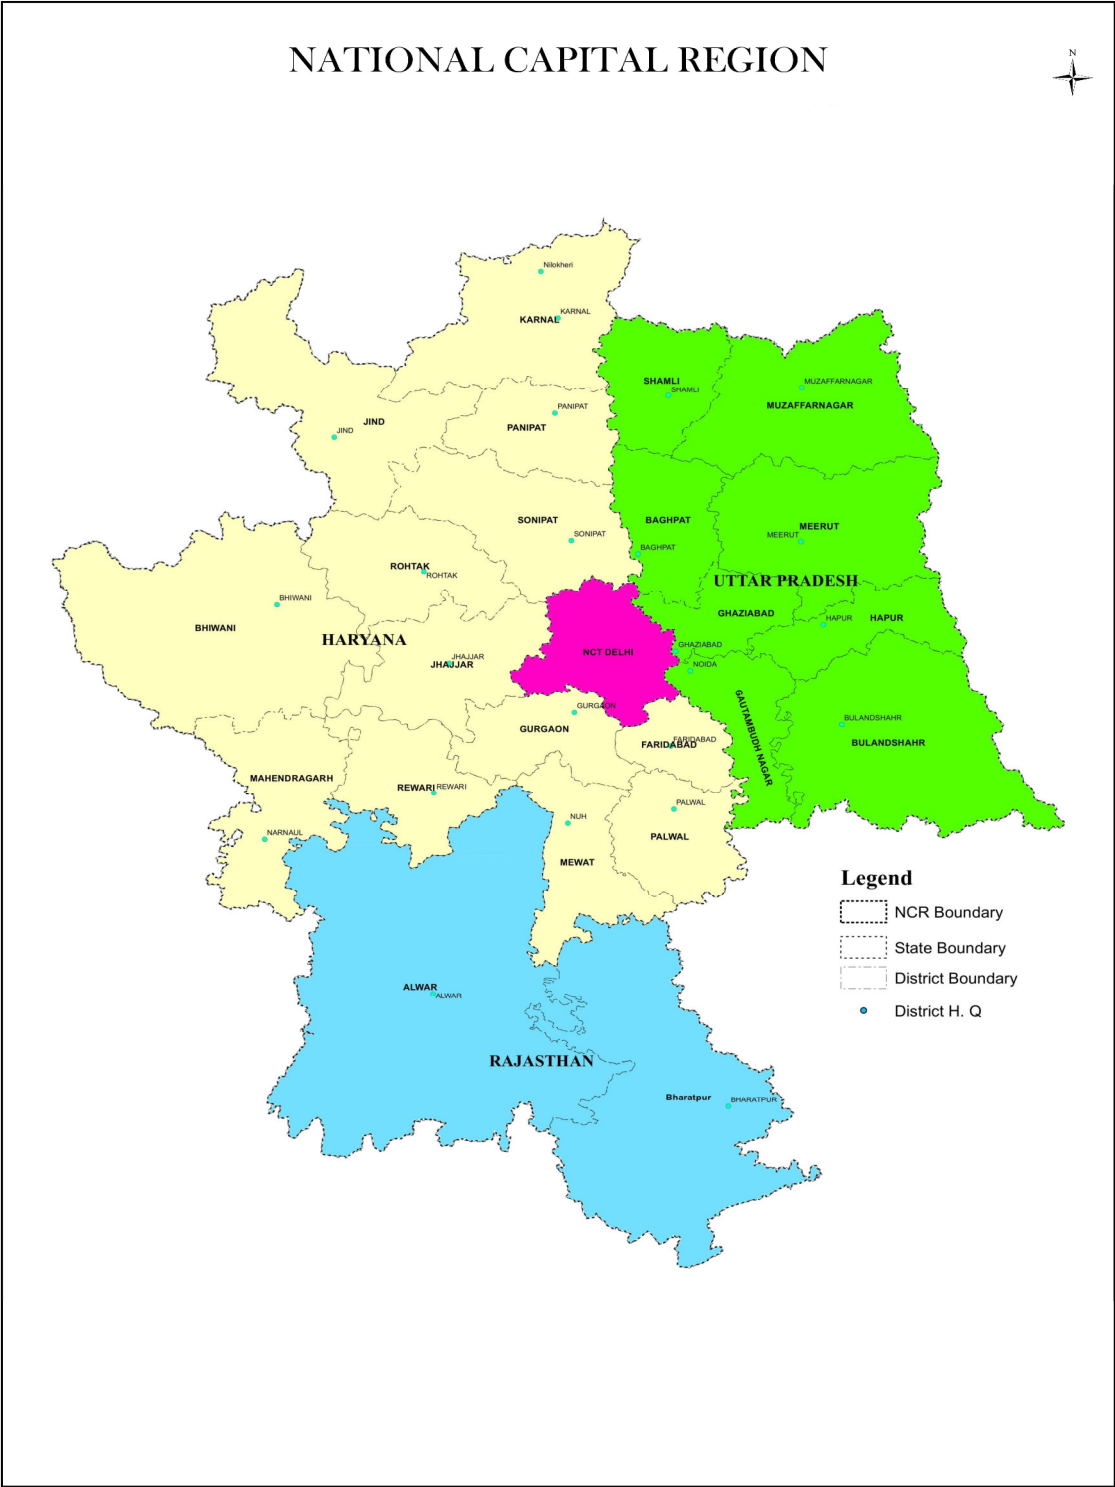 NATIONAL CAPITAL REGION
N
Nilokheri
KARNAL
KARNAL
SHAMLI
SHAMLI
MUZAFFARNAGAR
MUZAFFARNAGAR
PANIPAT
PANIPAT
JIND
JIND
SONIPAT
SONIPAT
BAGHPAT
BAGHPAT
MEERUT
MEERUT
ROHTAK
ROHTAK
UTTAR PRADESH
BHIWANI
BHIWANI
HARYANA
GHAZIABAD
GHAZIABAD
HAPUR
HAPUR
NCT DELHI
JHAJJAR
JHAJJAR
NOIDA
GAUTAMBUDH NAGAR
GURGAON
GURGAON
BULANDSHAHR
BULANDSHAHR
FARIDABAD
FARIDABAD
MAHENDRAGARH
REWARI
REWARI
PALWAL
PALWAL
NUH
NARNAUL
MEWAT
Legend
NCR Boundary
State Boundary
District Boundary
District H. Q
ALWAR
ALWAR
RAJASTHAN
Bharatpur
BHARATPUR